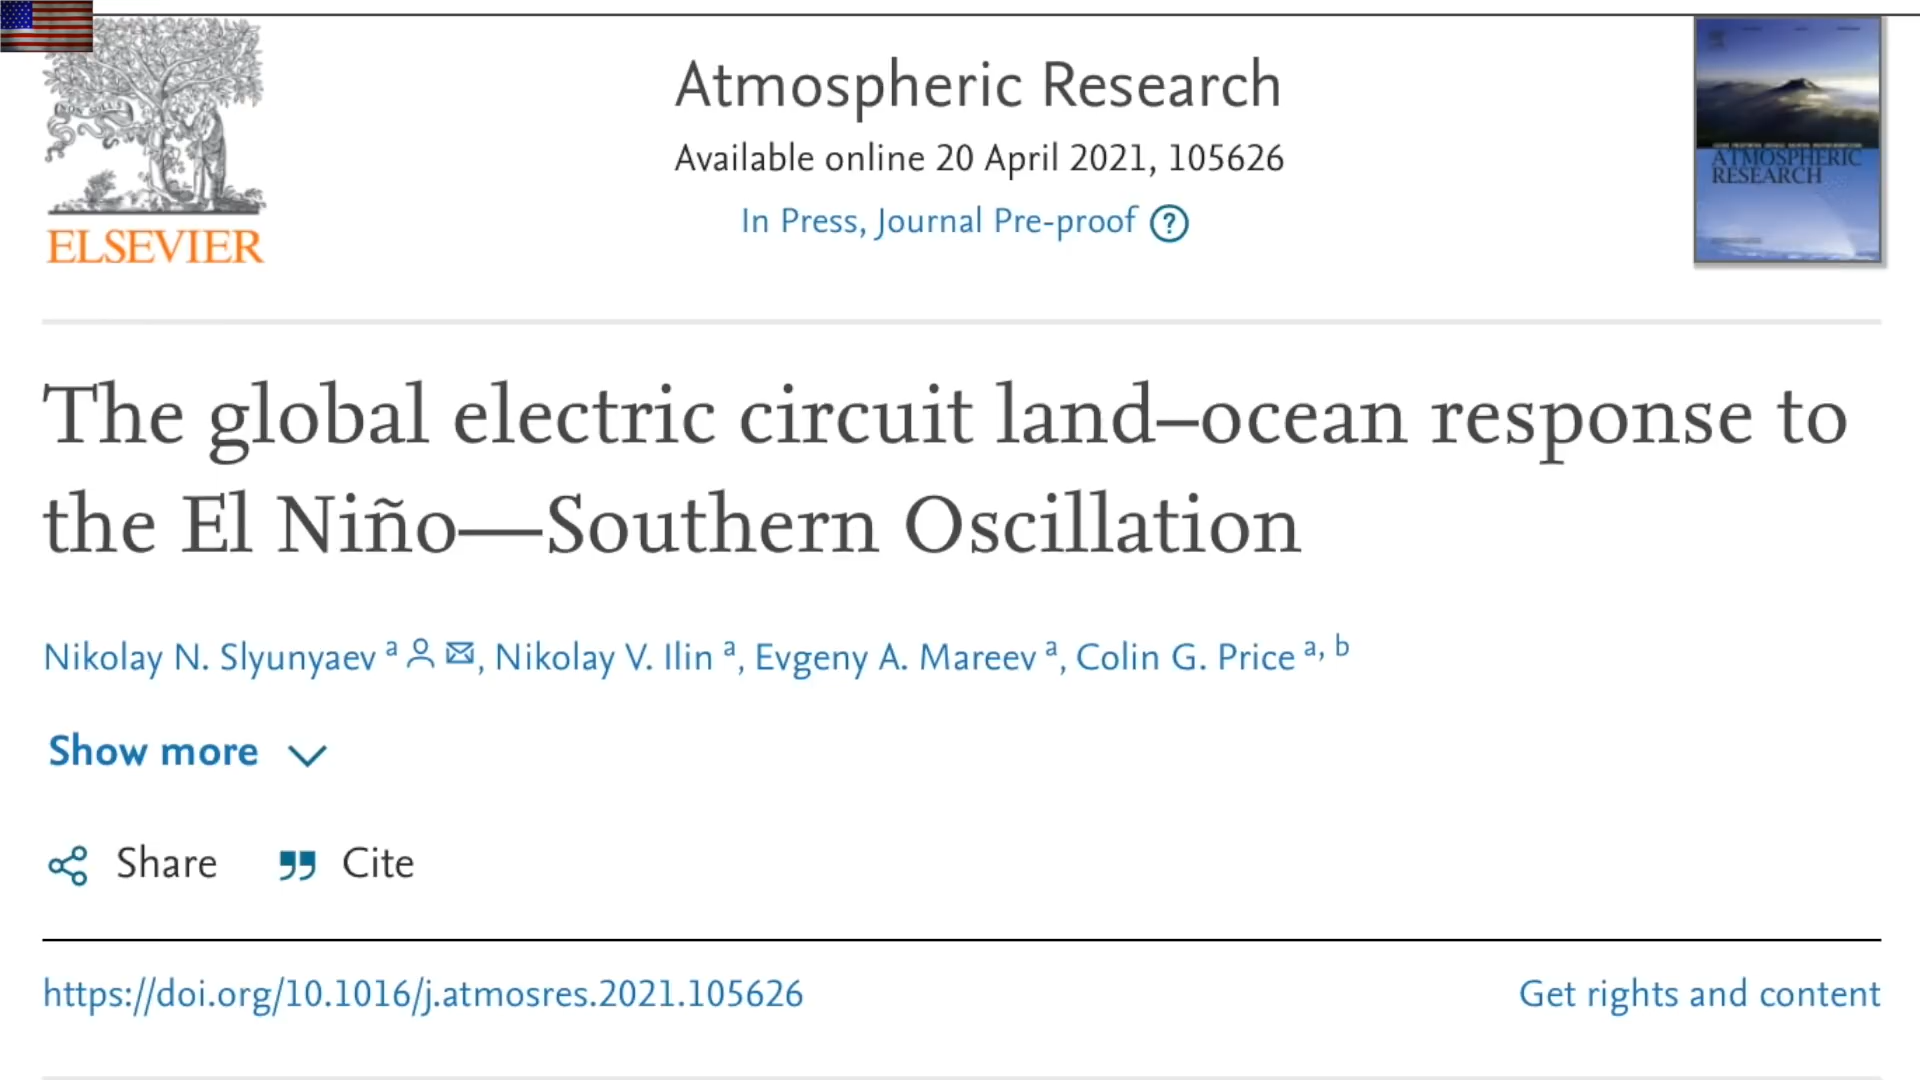 Atmospheric Research
Available online 20 April 2021, 105626
In Press, Journal Pre-proof ?
ELSEVIER
ATMOSPHERIC
RESEARCH
The global electric circuit land–ocean response to
the El Niño—Southern Oscillation
Nikolay N. Slyunyaev a, Nikolay V. Ilin a, Evgeny A. Mareev a, Colin G. Price a, b
Show more
Share Cite
https://doi.org/10.1016/j.atmosres.2021.105626 Get rights and content